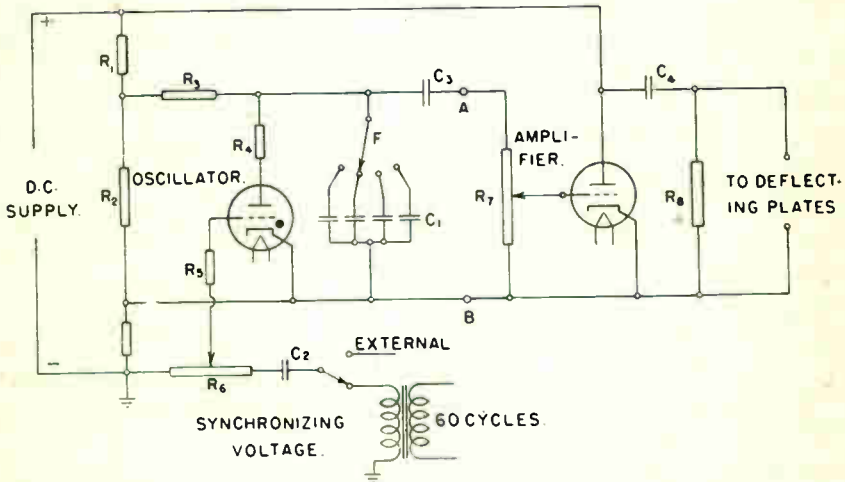 +
R1
R3
C3
C4
A
F
AMPLI-
FIER.
R4
OSCILLATOR.
D.C.
SUPPLY.
R2
C1
R7
R8
TO DEFLECT-
ING PLATES
R5
B
EXTERNAL
C2
−
R6
SYNCHRONIZING
VOLTAGE.
60 CYCLES.